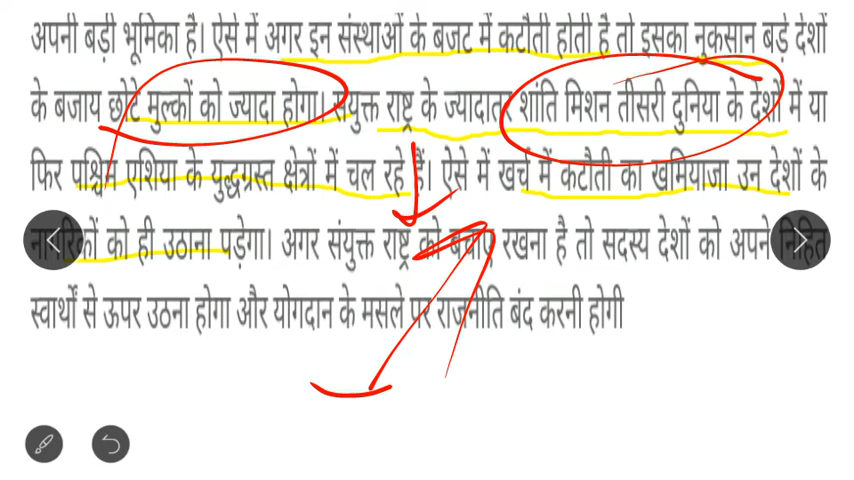 अपनी बड़ी भूमिका है। ऐसे में अगर इन संस्थाओं के बजट में कटौती होती है तो इसका नुकसान बड़े देशों
के बजाय छोटे मुल्कों को ज्यादा होगा। संयुक्त राष्ट्र के ज्यादातर शांति मिशन तीसरी दुनिया के देशों में या
फिर पश्चिम एशिया के युद्धग्रस्त क्षेत्रों में चल रहे हैं। ऐसे में खर्च में कटौती का खमियाजा उन देशों के
नागरिकों को ही उठाना पड़ेगा। अगर संयुक्त राष्ट्र को बचाए रखना है तो सदस्य देशों को अपने निहित
स्वार्थों से ऊपर उठना होगा और योगदान के मसले पर राजनीति बंद करनी होगी